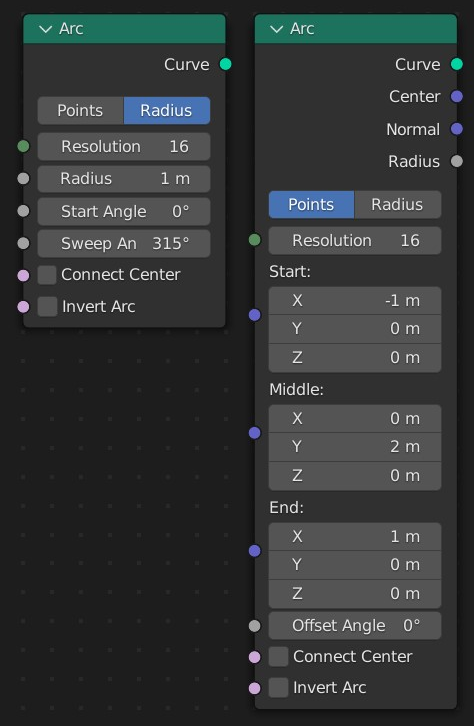 Arc
Curve
Points Radius
Resolution 16
Radius 1 m
Start Angle 0°
Sweep An 315°
Connect Center
Invert Arc
Arc
Curve
Center
Normal
Radius
Points Radius
Resolution 16
Start:
X -1 m
Y 0 m
Z 0 m
Middle:
X 0 m
Y 2 m
Z 0 m
End:
X 1 m
Y 0 m
Z 0 m
Offset Angle 0°
Connect Center
Invert Arc